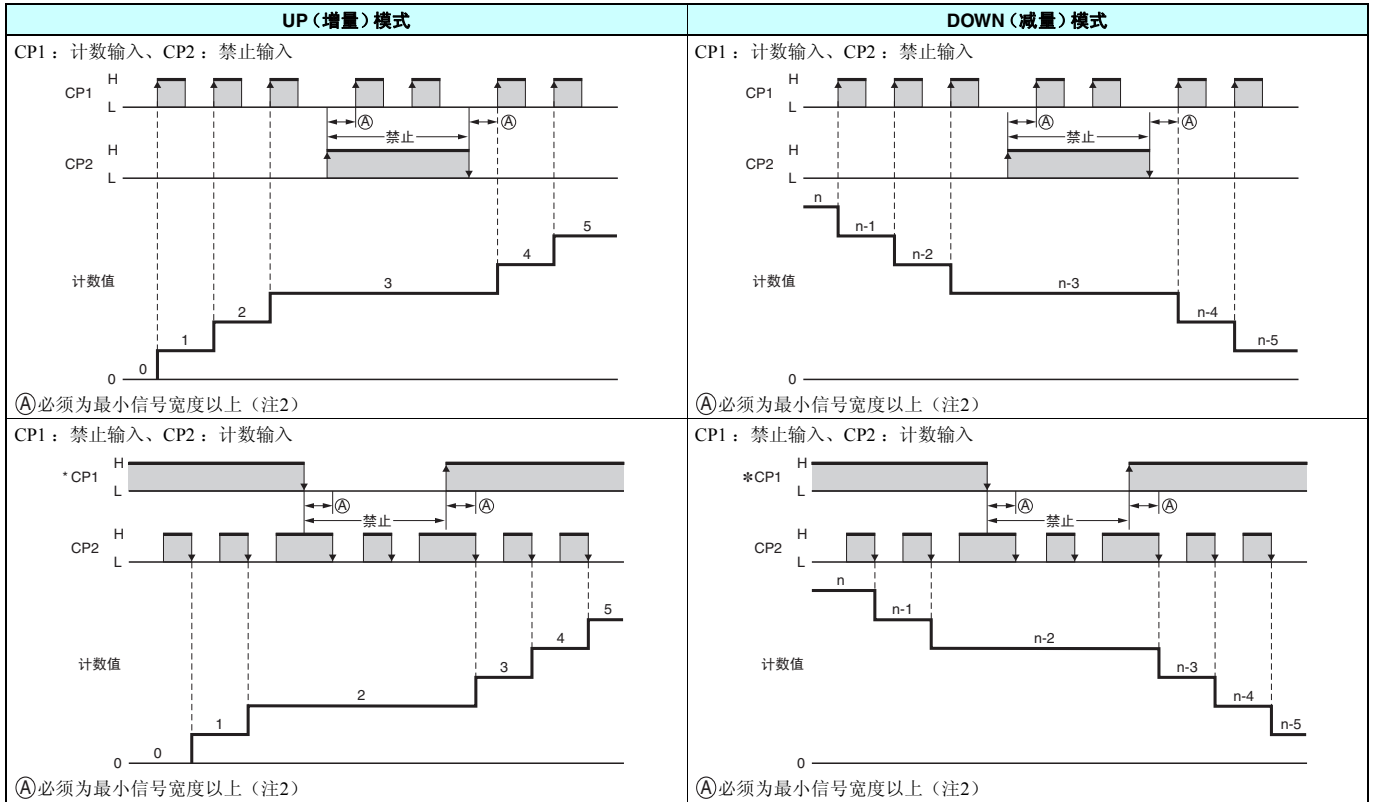 UP（增量）模式
DOWN（减量）模式
CP1：计数输入、CP2：禁止输入
CP1
H
L
Ⓐ
Ⓐ
禁止
CP2
H
L
计数值
0
0
1
2
3
4
5
Ⓐ必须为最小信号宽度以上（注2）
CP1：计数输入、CP2：禁止输入
CP1
H
L
Ⓐ
Ⓐ
禁止
CP2
H
L
计数值
n
n-1
n-2
n-3
n-4
n-5
0
Ⓐ必须为最小信号宽度以上（注2）
CP1：禁止输入、CP2：计数输入
*CP1
H
L
Ⓐ
Ⓐ
禁止
CP2
H
L
计数值
0
0
1
2
3
4
5
Ⓐ必须为最小信号宽度以上（注2）
CP1：禁止输入、CP2：计数输入
✻CP1
H
L
Ⓐ
Ⓐ
禁止
CP2
H
L
计数值
n
n-1
n-2
n-3
n-4
n-5
0
Ⓐ必须为最小信号宽度以上（注2）